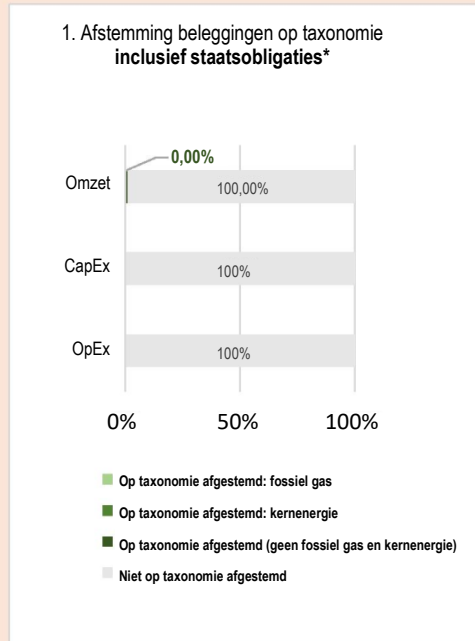 1. Afstemming beleggingen op taxonomie
inclusief staatsobligaties*
0,00%
Omzet
100,00%
CapEx
100%
OpEx
100%
0% 50% 100%
Op taxonomie afgestemd: fossiel gas
Op taxonomie afgestemd: kernenergie
Op taxonomie afgestemd (geen fossiel gas en kernenergie)
Niet op taxonomie afgestemd